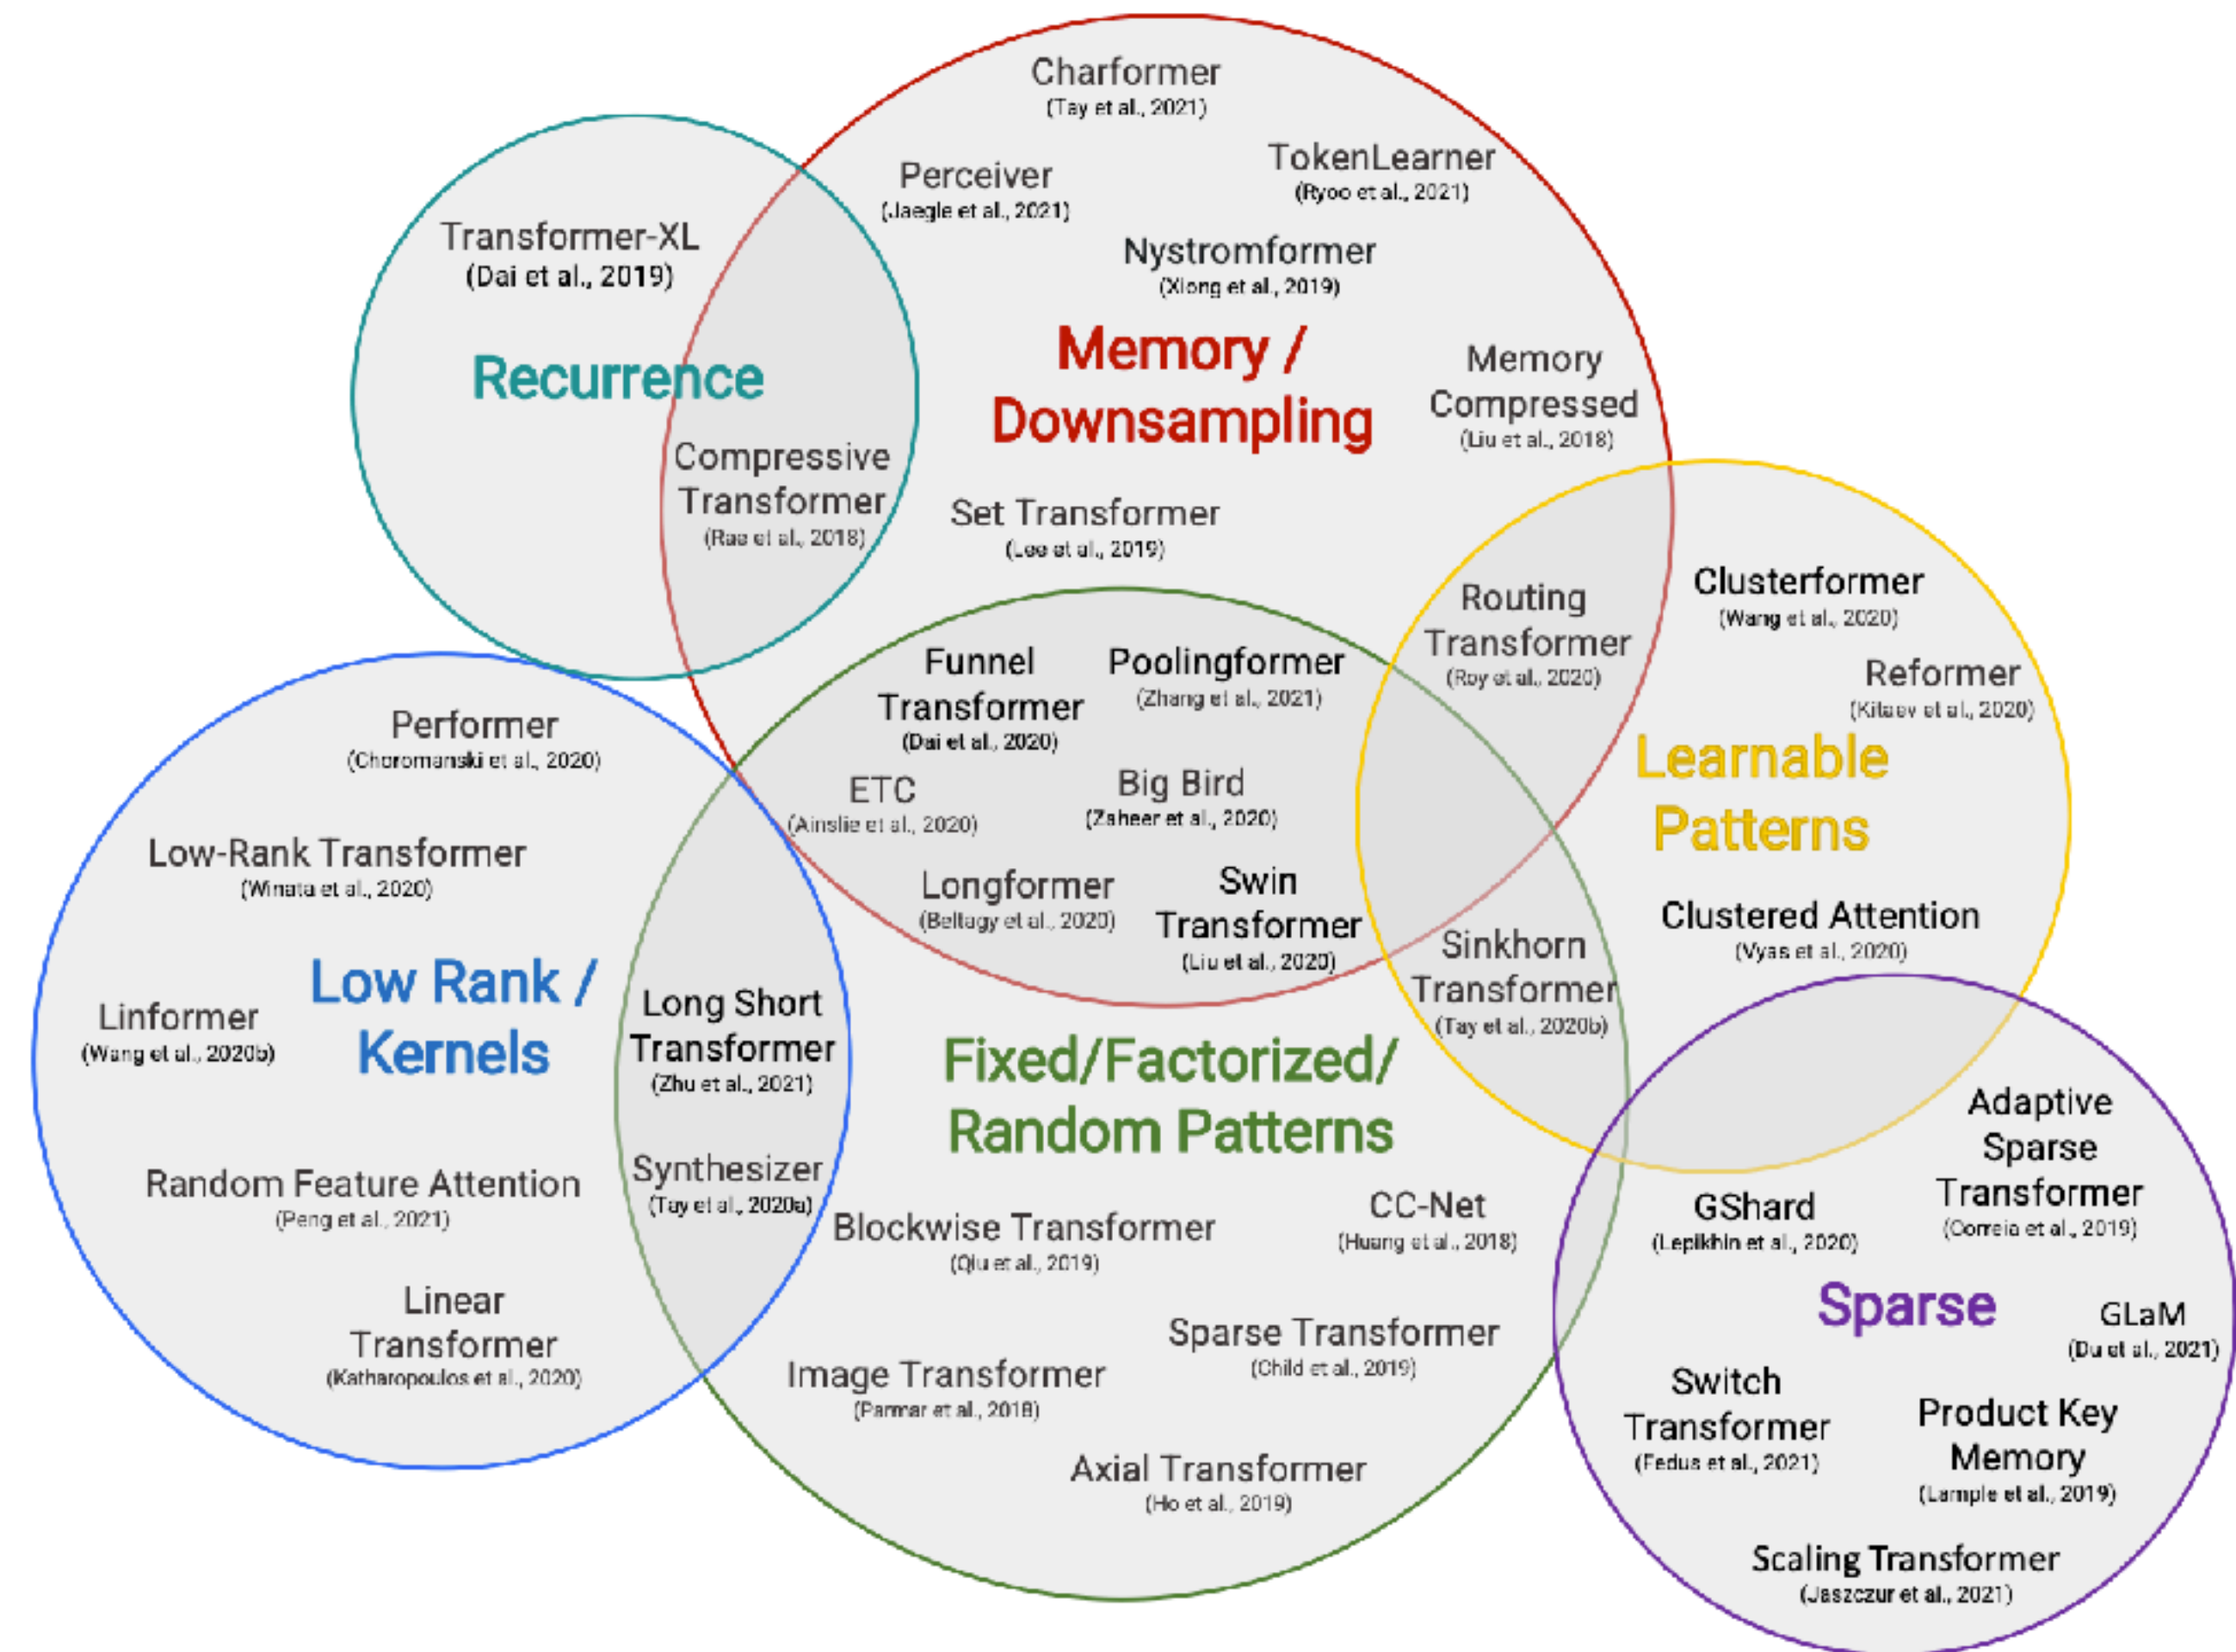 Charformer
(Tay et al., 2021)
TokenLearner
(Ryoo et al., 2021)
Perceiver
(Jaegle et al., 2021)
Nystromformer
(Xiong et al., 2019)
Memory /
Downsampling
Memory
Compressed
(Liu et al., 2018)
Set Transformer
(Lee et al., 2019)
Transformer-XL
(Dai et al., 2019)
Recurrence
Compressive
Transformer
(Rae et al., 2018)
Routing
Transformer
(Roy et al., 2020)
Clusterformer
(Wang et al., 2020)
Reformer
(Kitaev et al., 2020)
Learnable
Patterns
Clustered Attention
(Vyas et al., 2020)
Sinkhorn
Transformer
(Tay et al., 2020b)
Funnel
Transformer
(Dai et al., 2020)
Poolingformer
(Zhang et al., 2021)
ETC
(Ainslie et al., 2020)
Big Bird
(Zaheer et al., 2020)
Longformer
(Beltagy et al., 2020)
Swin
Transformer
(Liu et al., 2020)
Performer
(Choromanski et al., 2020)
Low-Rank Transformer
(Winata et al., 2020)
Low Rank /
Kernels
Linformer
(Wang et al., 2020b)
Random Feature Attention
(Peng et al., 2021)
Linear
Transformer
(Katharopoulos et al., 2020)
Long Short
Transformer
(Zhu et al., 2021)
Synthesizer
(Tay et al., 2020a)
Fixed/Factorized/
Random Patterns
Blockwise Transformer
(Qiu et al., 2019)
CC-Net
(Huang et al., 2018)
Sparse Transformer
(Child et al., 2019)
Image Transformer
(Parmar et al., 2018)
Axial Transformer
(Ho et al., 2019)
Adaptive
Sparse
Transformer
(Correia et al., 2019)
GShard
(Lepikhin et al., 2020)
Sparse
GLaM
(Du et al., 2021)
Switch
Transformer
(Fedus et al., 2021)
Product Key
Memory
(Lample et al., 2019)
Scaling Transformer
(Jaszczur et al., 2021)